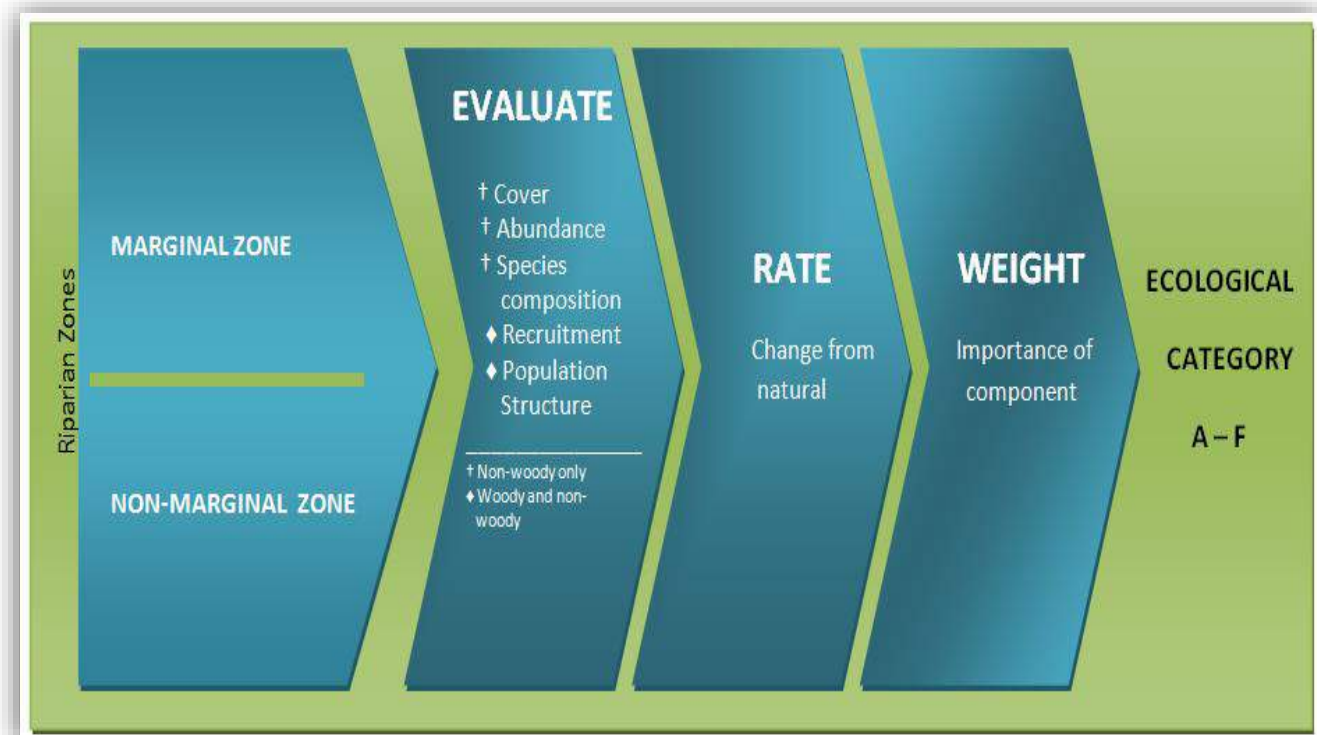 Riparian Zones
MARGINAL ZONE
NON-MARGINAL ZONE
EVALUATE
† Cover
† Abundance
† Species
composition
♦ Recruitment
♦ Population
Structure
† Non-woody only
♦ Woody and non-
woody
RATE
Change from
natural
WEIGHT
Importance of
component
ECOLOGICAL
CATEGORY
A – F